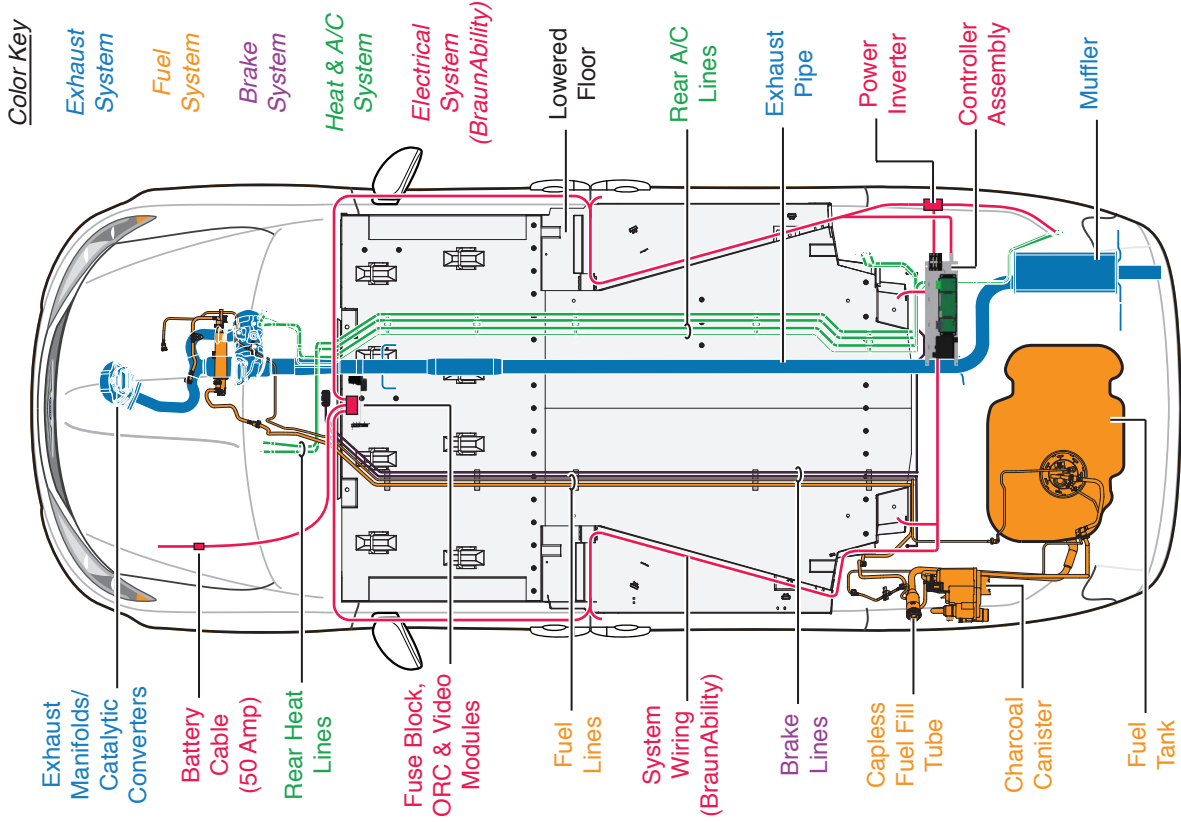 Color Key
Exhaust
System
Fuel
System
Brake
System
Heat & A/C
System
Electrical
System
(BraunAbility)
Lowered
Floor
Rear A/C
Lines
Exhaust
Pipe
Power
Inverter
Controller
Assembly
Muffler
Exhaust
Manifolds/
Catalytic
Converters
Battery
Cable
(50 Amp)
Rear Heat
Lines
Fuse Block,
ORC & Video
Modules
Fuel
Lines
System
Wiring
(BraunAbility)
Brake
Lines
Capless
Fuel Fill
Tube
Charcoal
Canister
Fuel
Tank